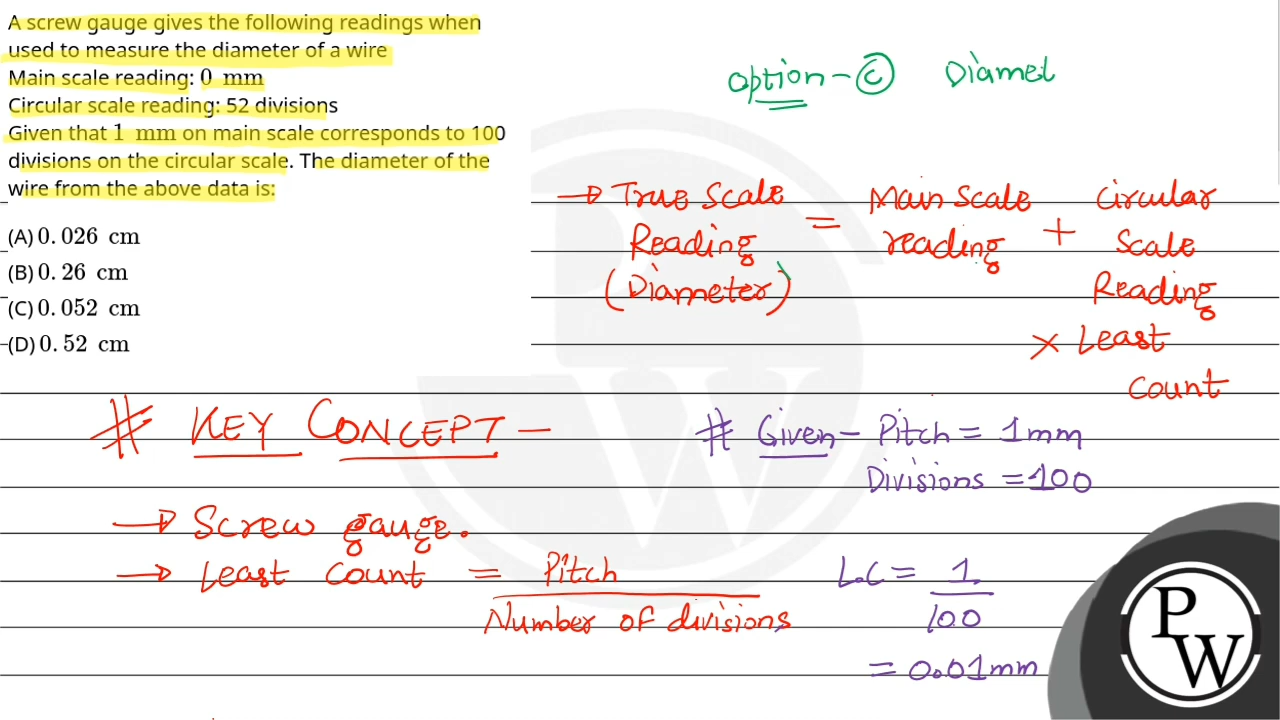 A screw gauge gives the following readings when
used to measure the diameter of a wire
Main scale reading: 0 mm
Circular scale reading: 52 divisions
Given that 1 mm on main scale corresponds to 100
divisions on the circular scale. The diameter of the
wire from the above data is:
(A) 0.026 cm
(B) 0.26 cm
(C) 0.052 cm
(D) 0.52 cm
option - C Diamet
→ True Scale Reading (Diameter) = Main Scale reading + Circular Scale Reading × Least count
# KEY CONCEPT -
→ Screw gauge.
→ Least count = Pitch / Number of divisions
# Given - Pitch = 1mm
Divisions = 100
L.C = 1 / 100
= 0.01mm
PW